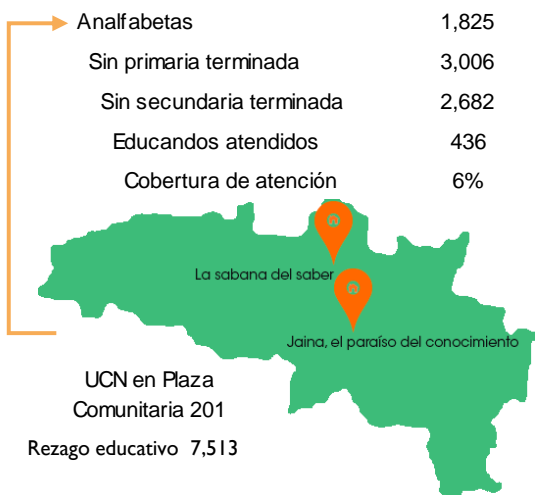 Analfabetas 1,825
Sin primaria terminada 3,006
Sin secundaria terminada 2,682
Educandos atendidos 436
Cobertura de atención 6%
La sabana del saber
Jaina, el paraíso del conocimiento
UCN en Plaza
Comunitaria 201
Rezago educativo 7,513